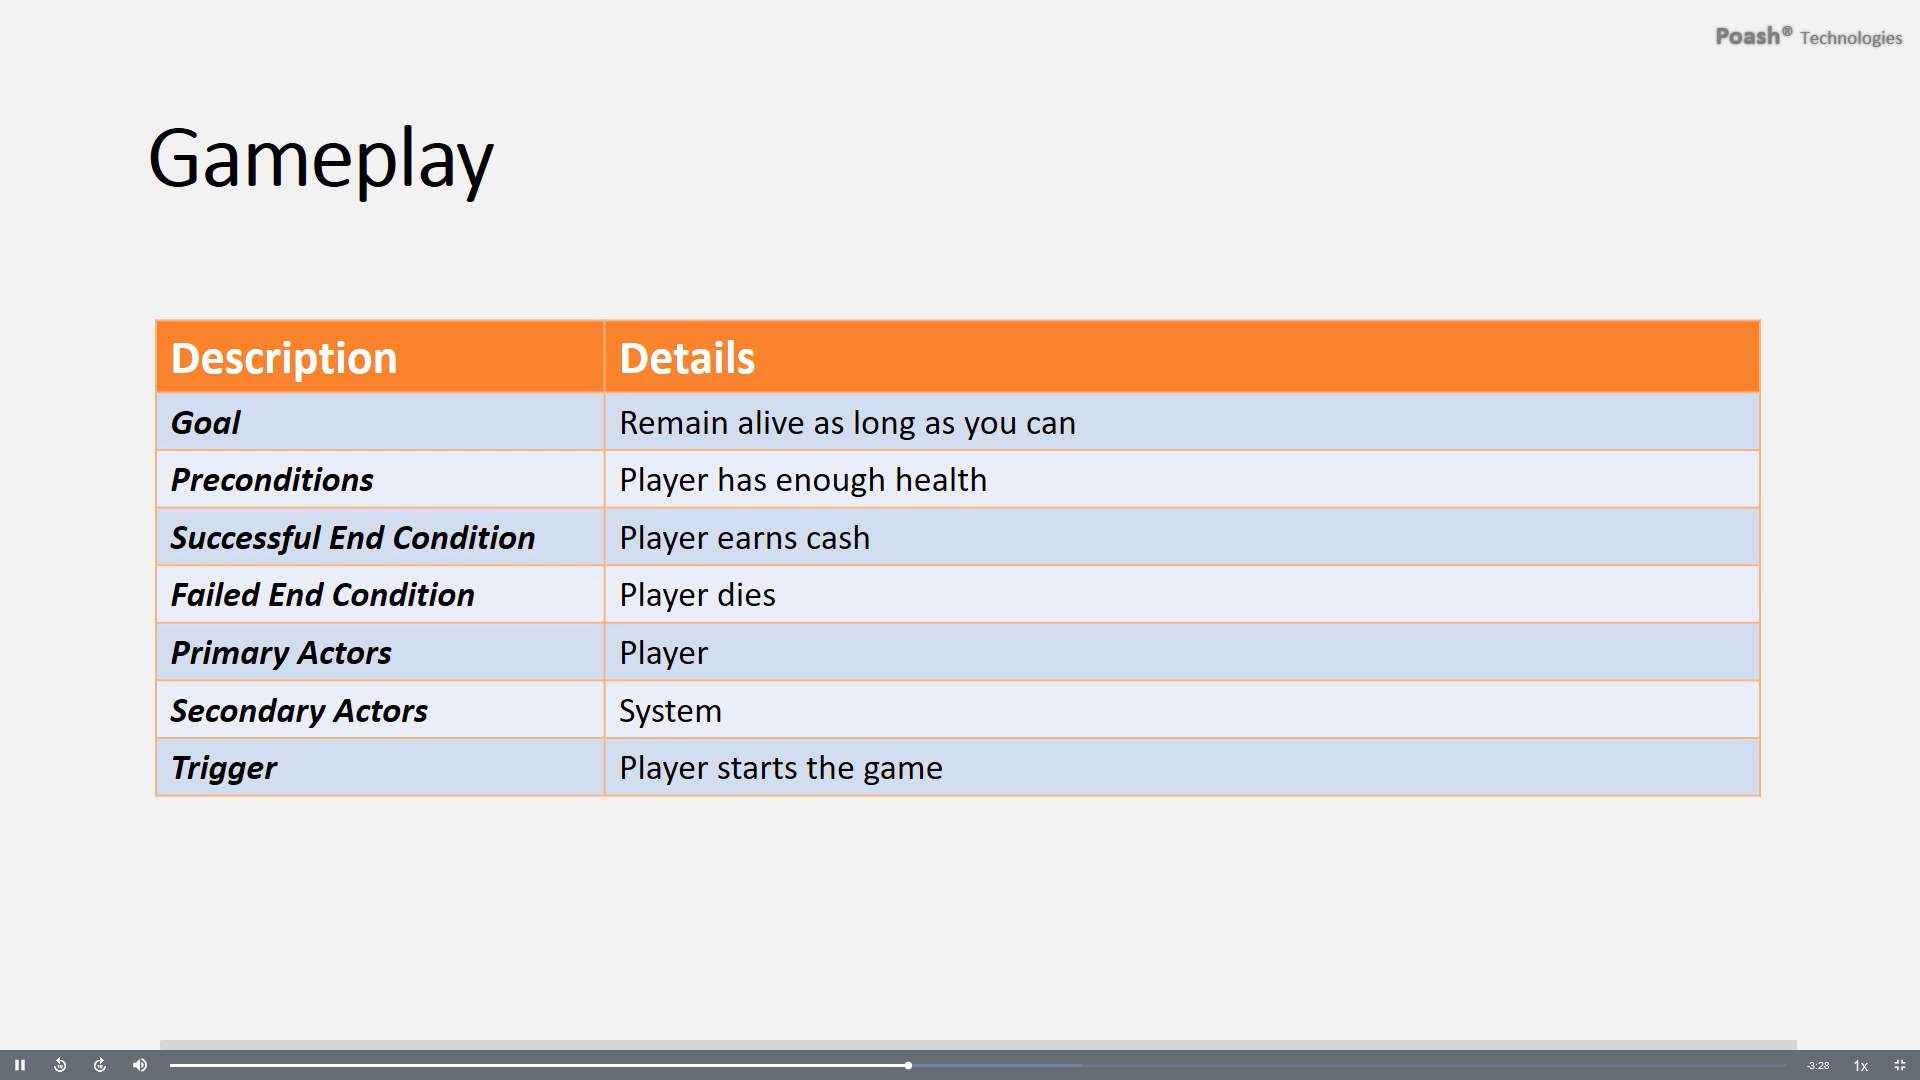 Poash® Technologies
Gameplay
Description Details
Goal Remain alive as long as you can
Preconditions Player has enough health
Successful End Condition Player earns cash
Failed End Condition Player dies
Primary Actors Player
Secondary Actors System
Trigger Player starts the game
-3:28 1x